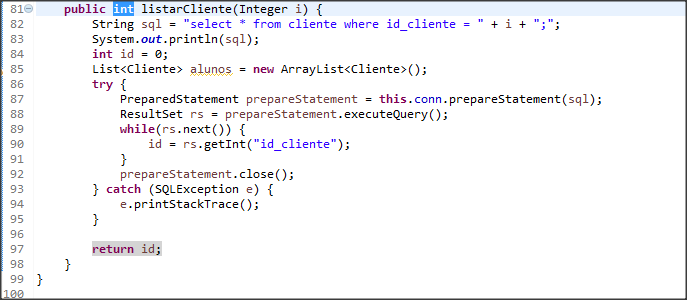 81 public int listarCliente(Integer i) {
82 String sql = "select * from cliente where id_cliente = " + i + ";";
83 System.out.println(sql);
84 int id = 0;
85 List<Cliente> alunos = new ArrayList<Cliente>();
86 try {
87 PreparedStatement prepareStatement = this.conn.prepareStatement(sql);
88 ResultSet rs = prepareStatement.executeQuery();
89 while(rs.next()) {
90 id = rs.getInt("id_cliente");
91 }
92 prepareStatement.close();
93 } catch (SQLException e) {
94 e.printStackTrace();
95 }
96
97 return id;
98 }
99 }
100